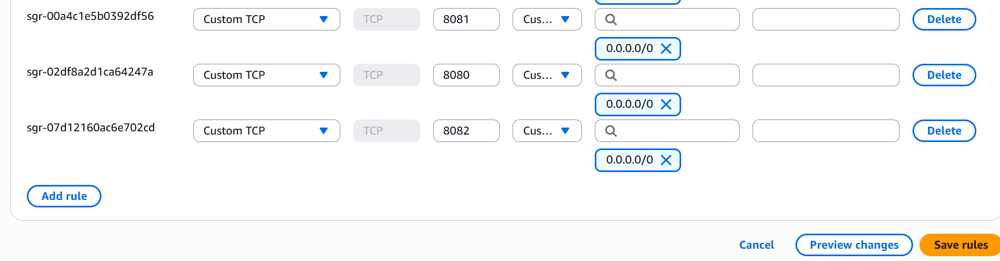 sgr-00a4c1e5b0392df56 Custom TCP TCP 8081 Cus... Delete
0.0.0.0/0
sgr-02df8a2d1ca64247a Custom TCP TCP 8080 Cus... Delete
0.0.0.0/0
sgr-07d12160ac6e702cd Custom TCP TCP 8082 Cus... Delete
0.0.0.0/0
Add rule
Cancel Preview changes Save rules